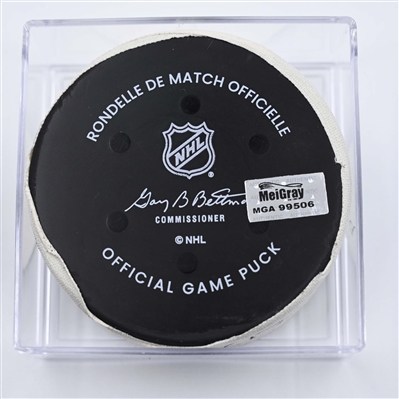 RONDELLE DE MATCH OFFICIELLE
NHL
Gary B Bettman
COMMISSIONER
© NHL
OFFICIAL GAME PUCK
MeiGray
MGA 99506